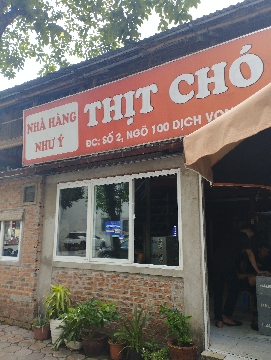 NHÀ HÀNG
NHƯ Ý
THỊT CHÓ
ĐC: SỐ 2, NGÕ 100 DỊCH VỌNG